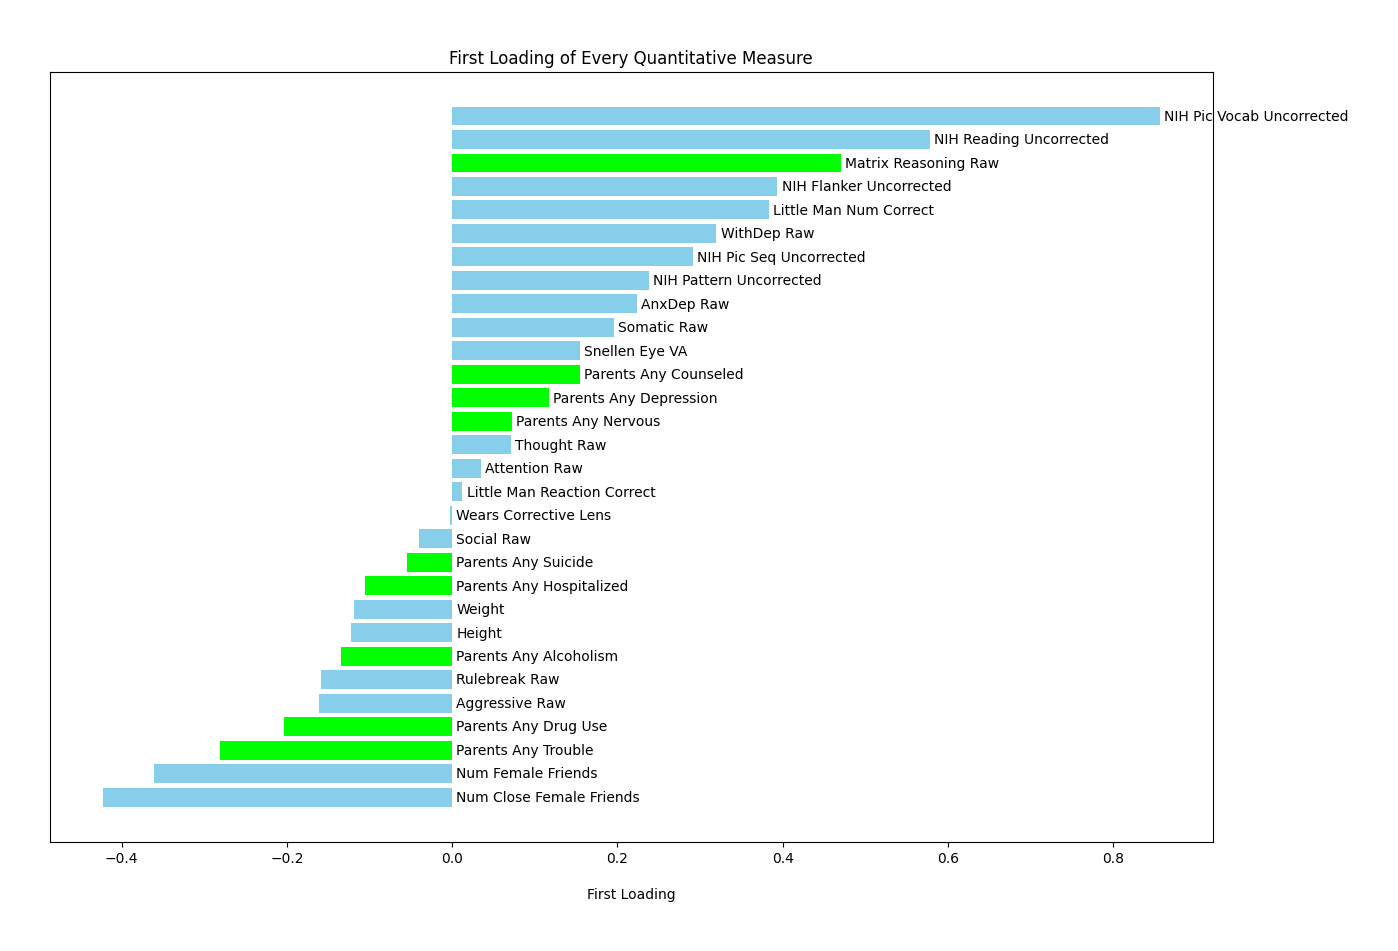 First Loading of Every Quantitative Measure
NIH Pic Vocab Uncorrected
NIH Reading Uncorrected
Matrix Reasoning Raw
NIH Flanker Uncorrected
Little Man Num Correct
WithDep Raw
NIH Pic Seq Uncorrected
NIH Pattern Uncorrected
AnxDep Raw
Somatic Raw
Snellen Eye VA
Parents Any Counseled
Parents Any Depression
Parents Any Nervous
Thought Raw
Attention Raw
Little Man Reaction Correct
Wears Corrective Lens
Social Raw
Parents Any Suicide
Parents Any Hospitalized
Weight
Height
Parents Any Alcoholism
Rulebreak Raw
Aggressive Raw
Parents Any Drug Use
Parents Any Trouble
Num Female Friends
Num Close Female Friends
−0.4 −0.2 0.0 0.2 0.4 0.6 0.8
First Loading